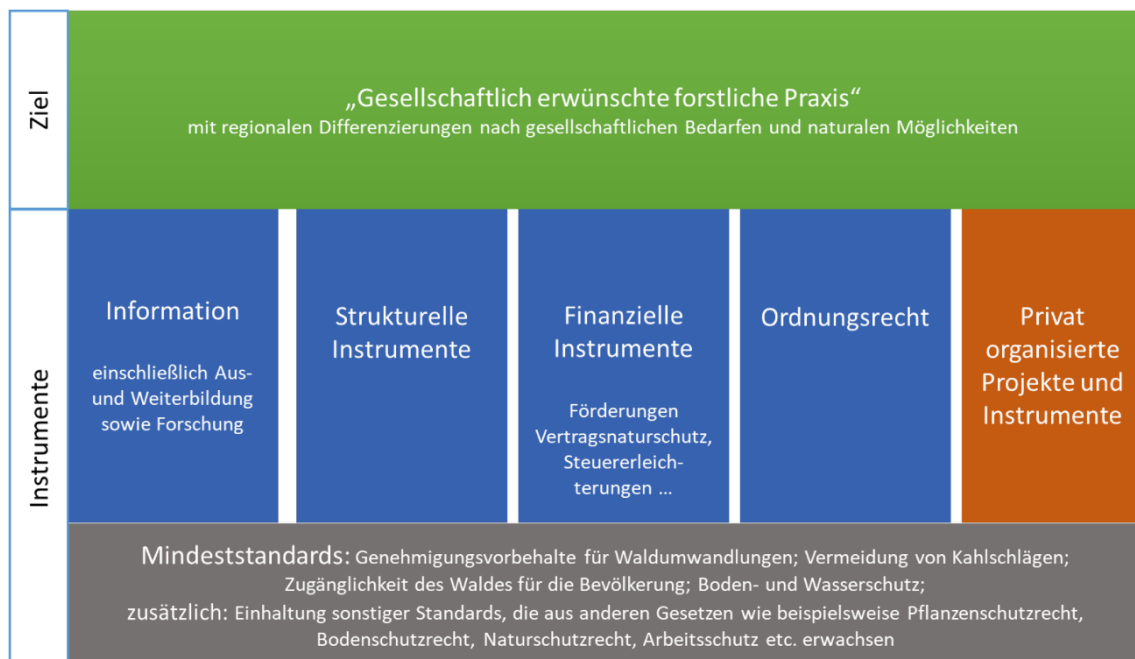 Ziel
„Gesellschaftlich erwünschte forstliche Praxis“
mit regionalen Differenzierungen nach gesellschaftlichen Bedarfen und naturalen Möglichkeiten
Instrumente
Information
einschließlich Aus-
und Weiterbildung
sowie Forschung
Strukturelle
Instrumente
Finanzielle
Instrumente
Förderungen
Vertragsnaturschutz,
Steuererleich-
terungen ...
Ordnungsrecht
Privat
organisierte
Projekte und
Instrumente
Mindeststandards: Genehmigungsvorbehalte für Waldumwandlungen; Vermeidung von Kahlschlägen;
Zugänglichkeit des Waldes für die Bevölkerung; Boden- und Wasserschutz;
zusätzlich: Einhaltung sonstiger Standards, die aus anderen Gesetzen wie beispielsweise Pflanzenschutzrecht,
Bodenschutzrecht, Naturschutzrecht, Arbeitsschutz etc. erwachsen